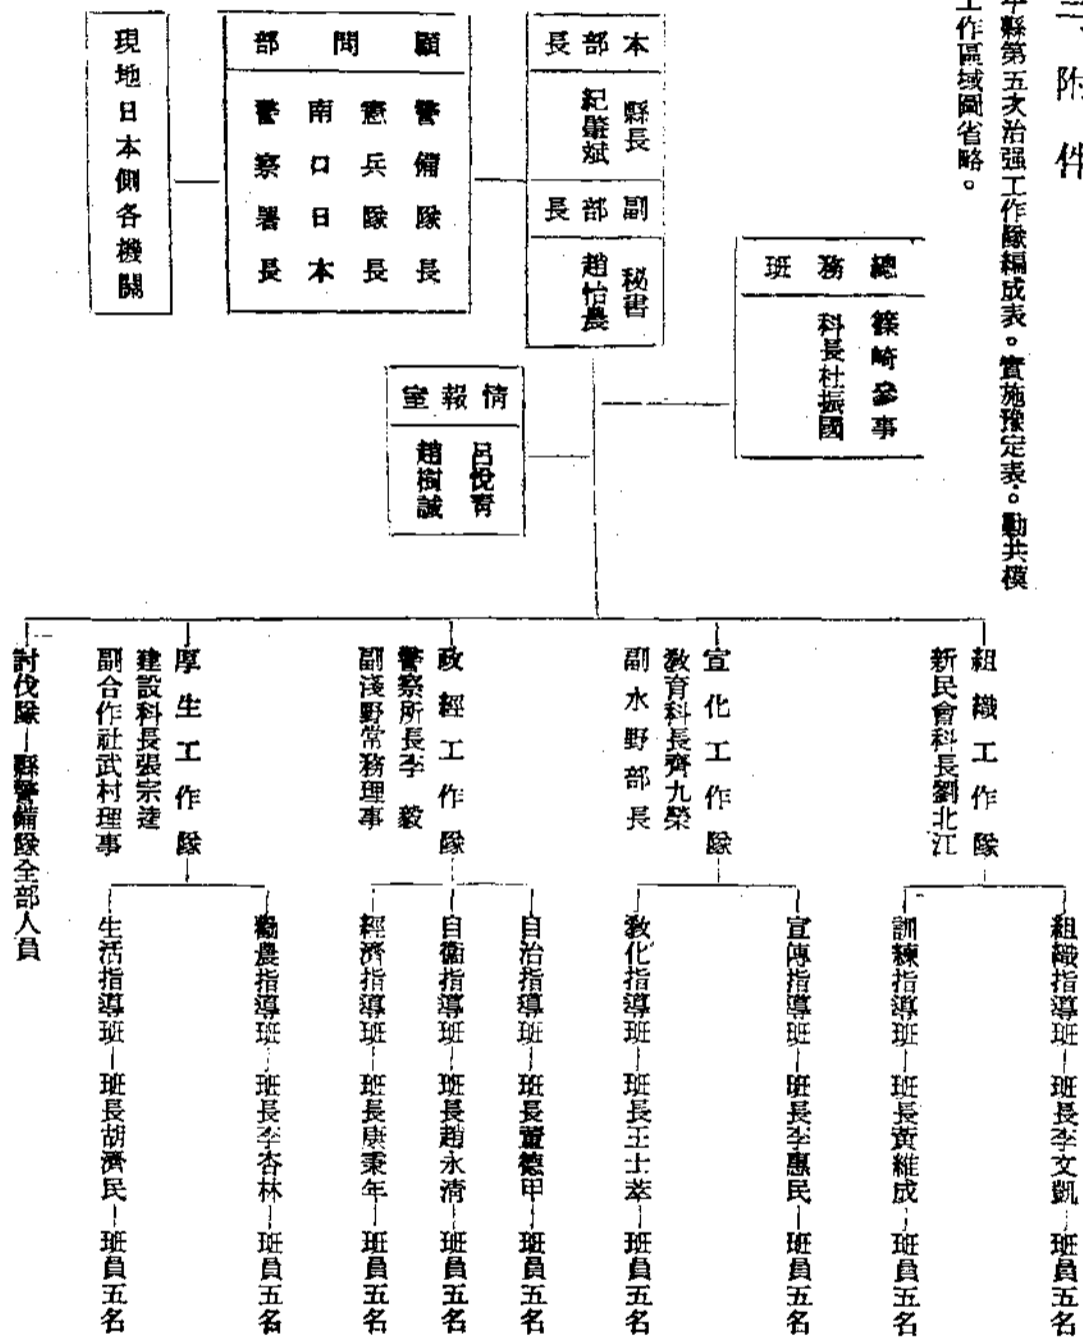 附件
縣第五次治强工作隊編成表。實施豫定表。動共模
工作區域圖省略。
本部長
縣長
紀肇斌
副部長
秘書
趙怡農
顧問部
警備隊長
憲兵隊長
南口日本
警察署長
現地日本側各機關
總務班
篠崎參事
科長杜振國
情報室
呂悅青
趙樹誠
組織工作隊
新民會科長劉北江
組織指導班—班長李文凱—班員五名
訓練指導班—班長黃維成—班員五名
宣化工作隊
敎育科長齊九榮
副水野部長
宣傳指導班—班長李惠民—班員五名
敎化指導班—班長王士萃—班員五名
政經工作隊
警察所長李毅
副淺野常務理事
自治指導班—班長董德甲—班員五名
自衞指導班—班長趙永清—班員五名
經濟指導班—班長康秉年—班員五名
厚生工作隊
建設科長張宗達
副合作社武村理事
勸農指導班—班長李杏林—班員五名
生活指導班—班長胡濟民—班員五名
討伐隊—縣警備隊全部人員